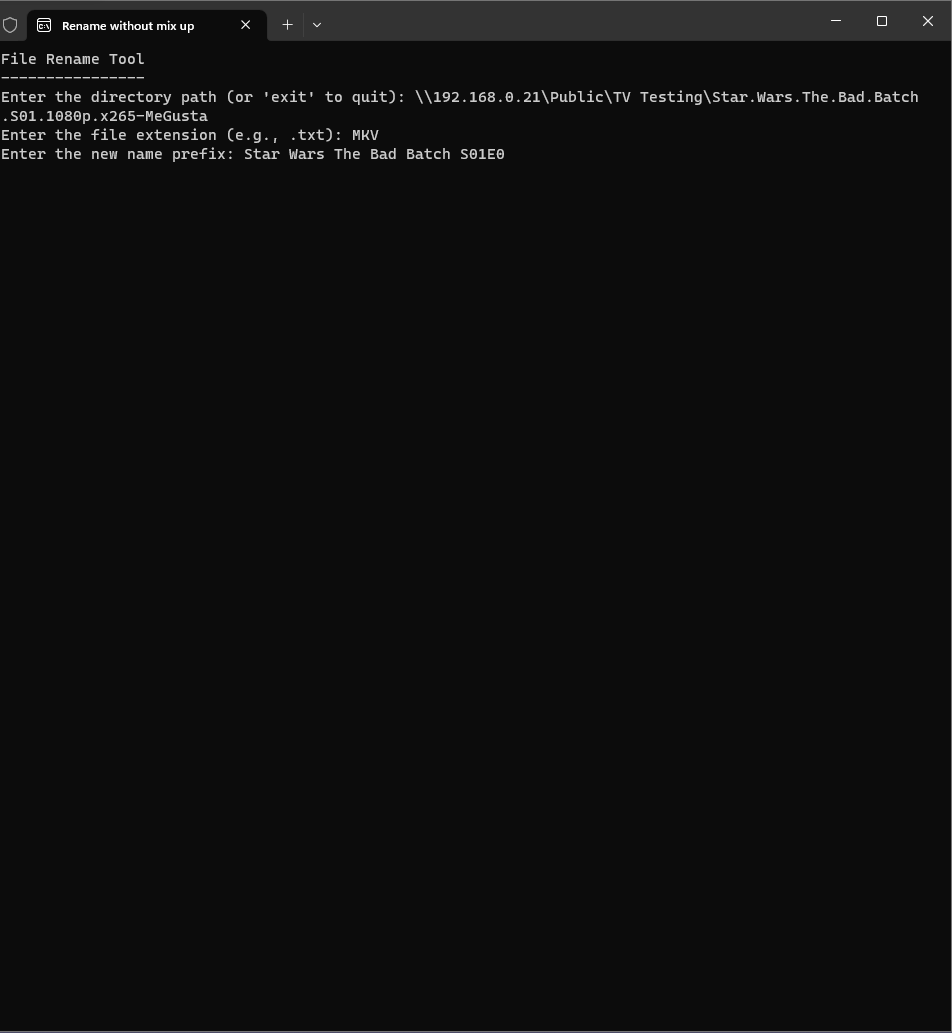 Rename without mix up
File Rename Tool
----------------
Enter the directory path (or 'exit' to quit): \\192.168.0.21\Public\TV Testing\Star.Wars.The.Bad.Batch
.S01.1080p.x265-MeGusta
Enter the file extension (e.g., .txt): MKV
Enter the new name prefix: Star Wars The Bad Batch S01E0